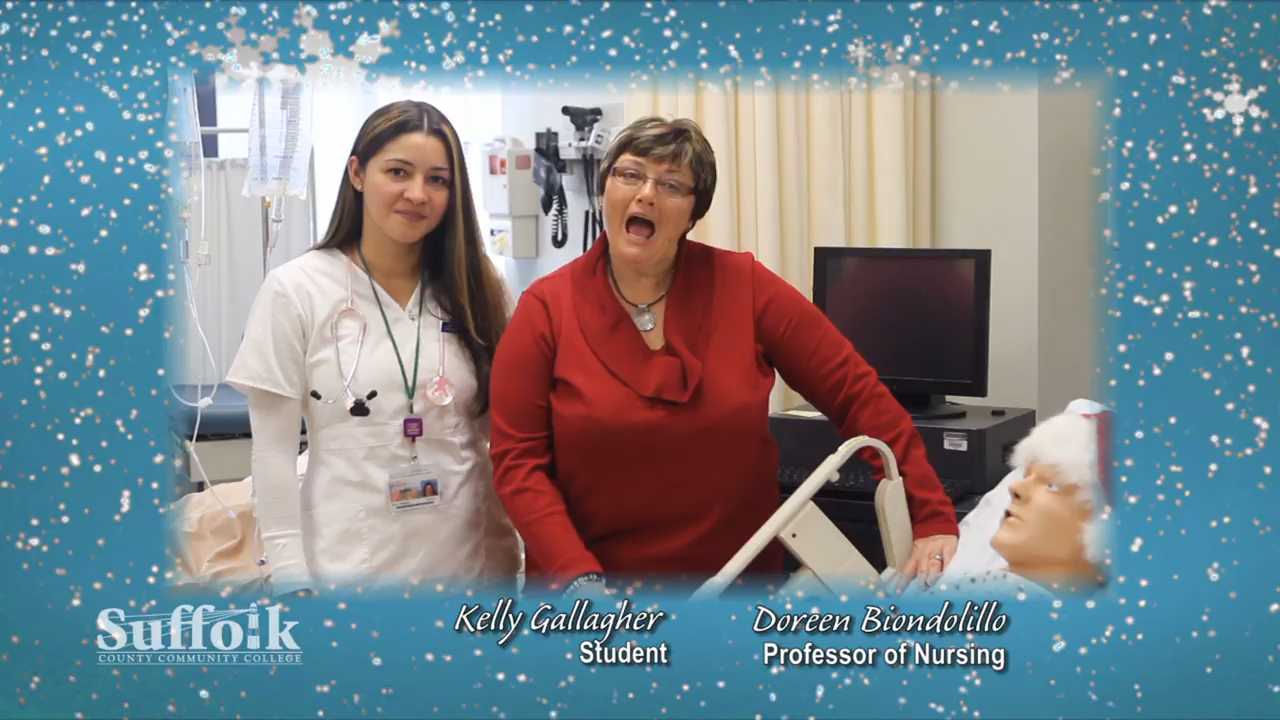 Suffolk
COUNTY COMMUNITY COLLEGE
Kelly Gallagher
Student
Doreen Biondolillo
Professor of Nursing